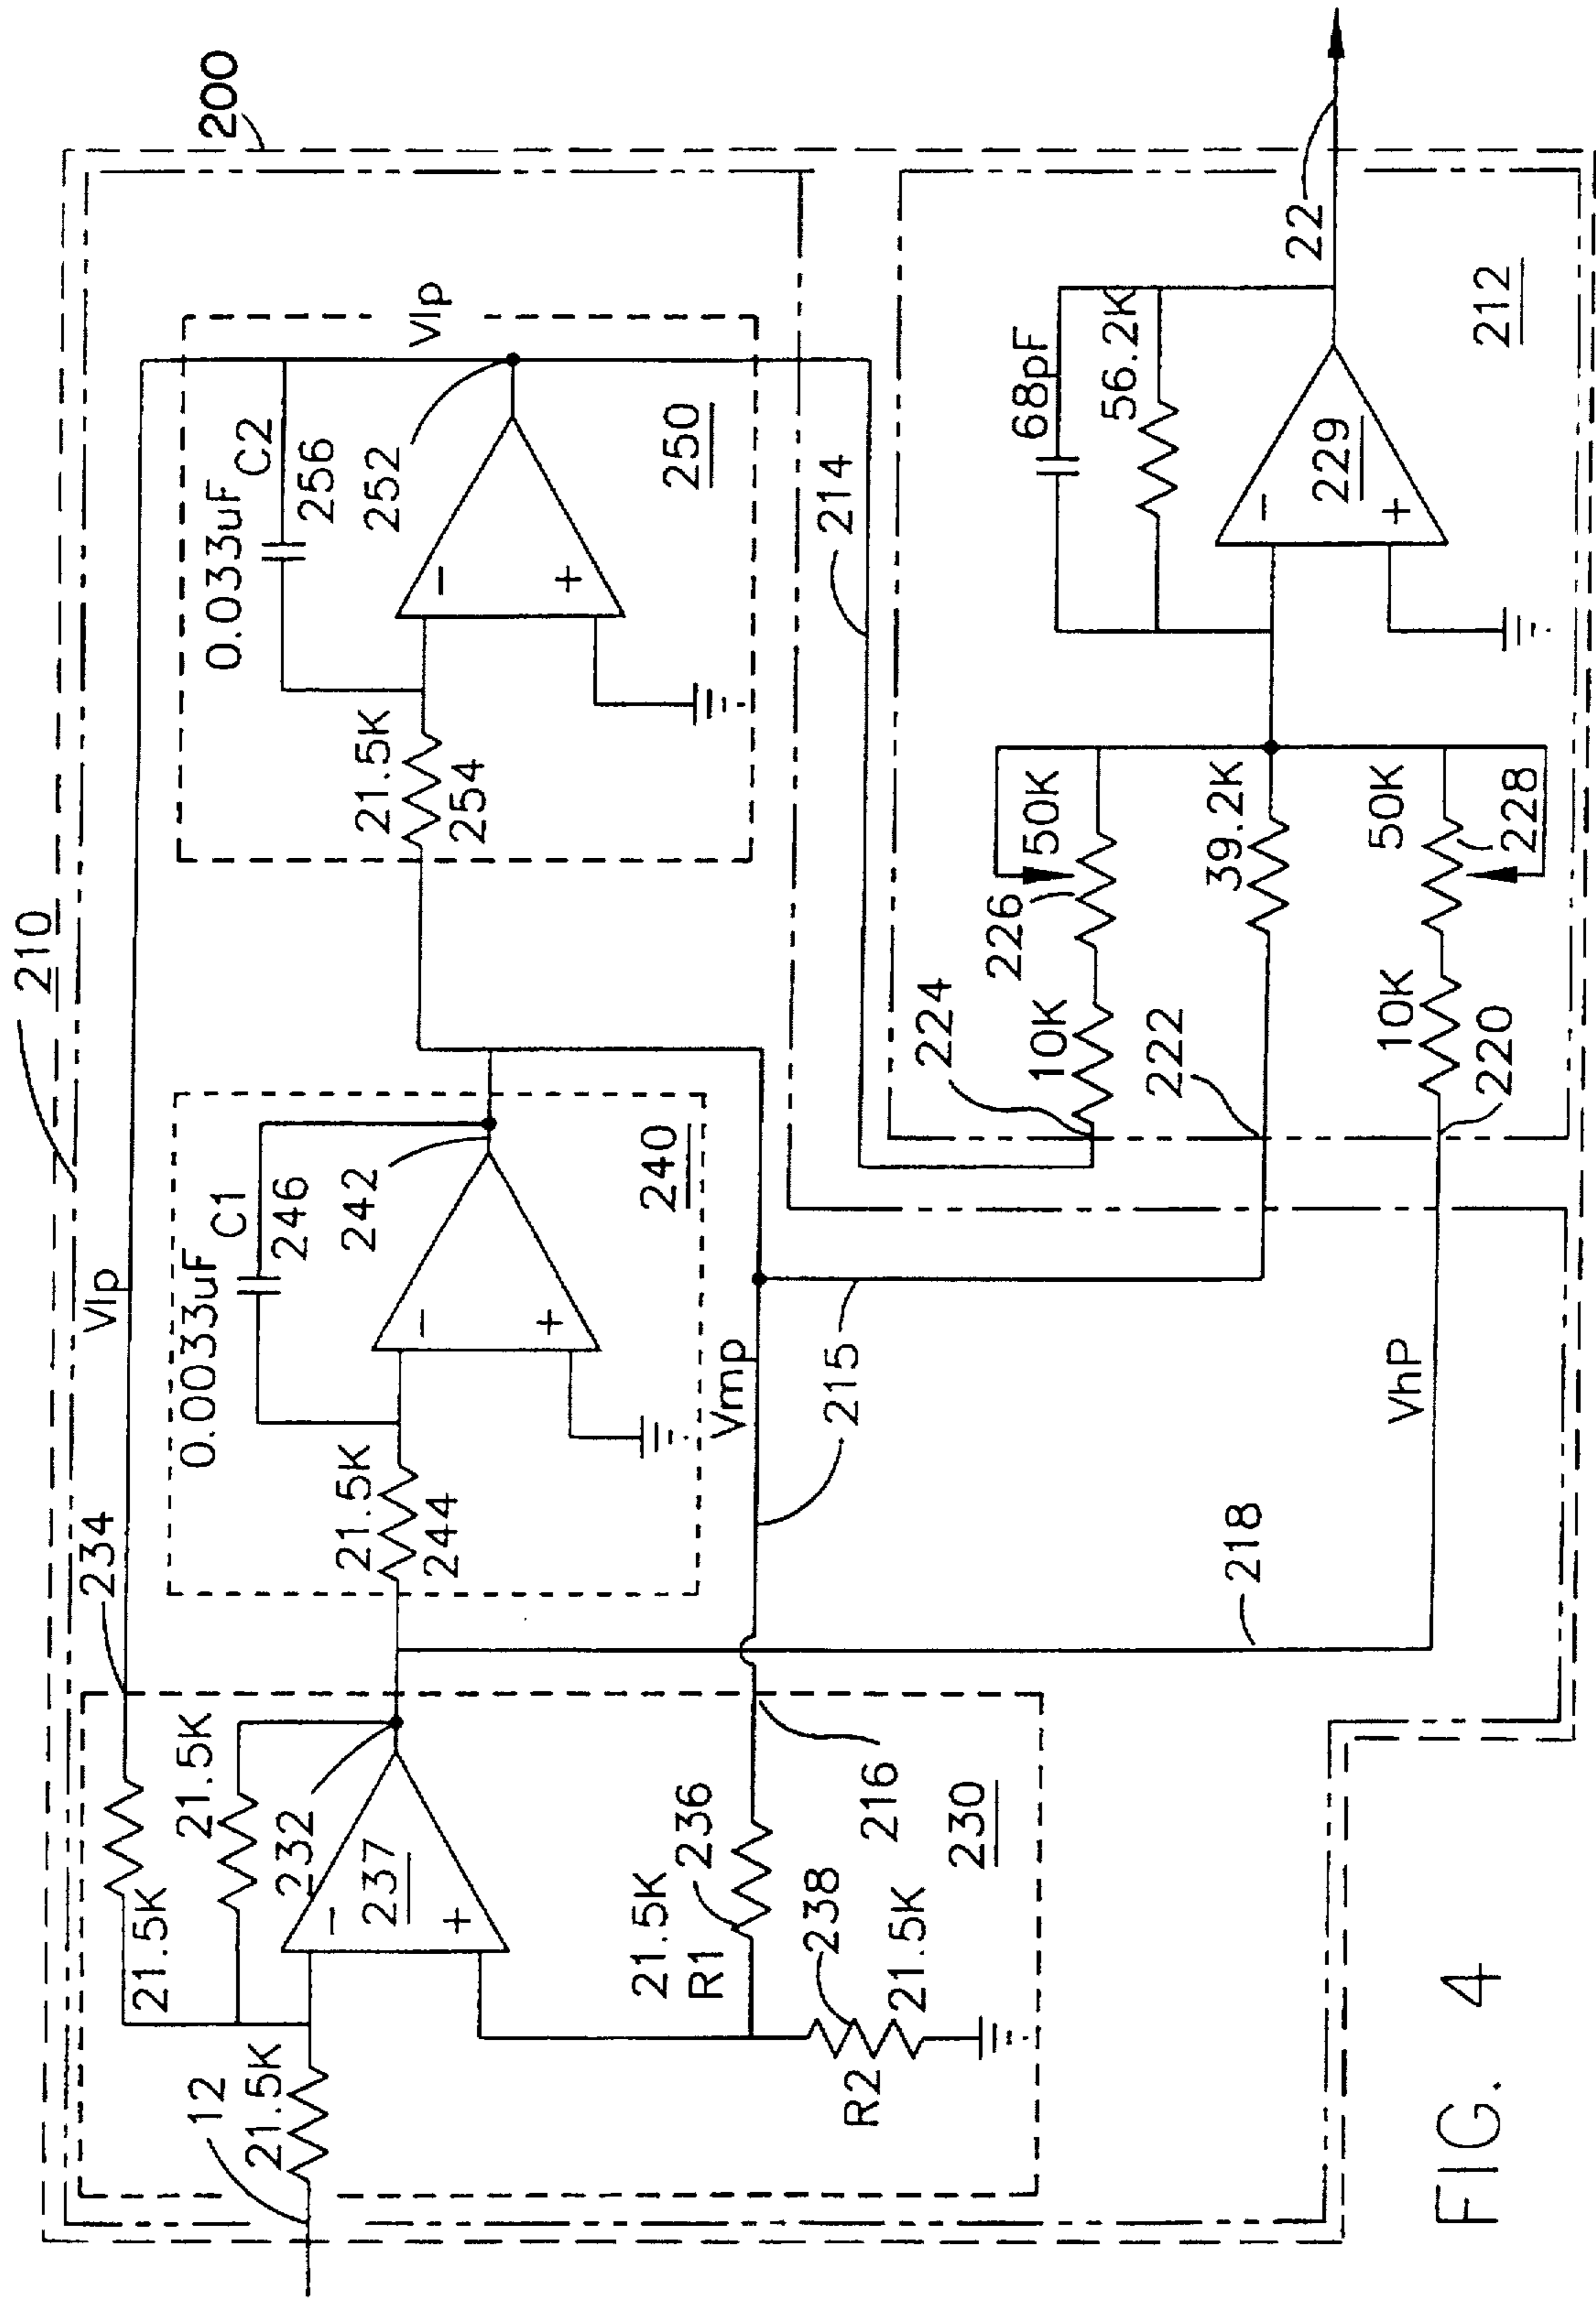 210
200
Vlp
234
Vlp
0.0033uF
C1
246
0.033uF
C2
256
12
21.5K
21.5K
21.5K
232
237
−
+
21.5K
244
242
−
+
240
21.5K
254
252
−
+
250
21.5K
R1
236
216
R2
238
21.5K
230
Vmp
215
214
218
VhP
224
10K
226
50K
222
39.2K
220
10K
50K
228
68pF
56.2K
229
−
+
22
212
FIG. 4